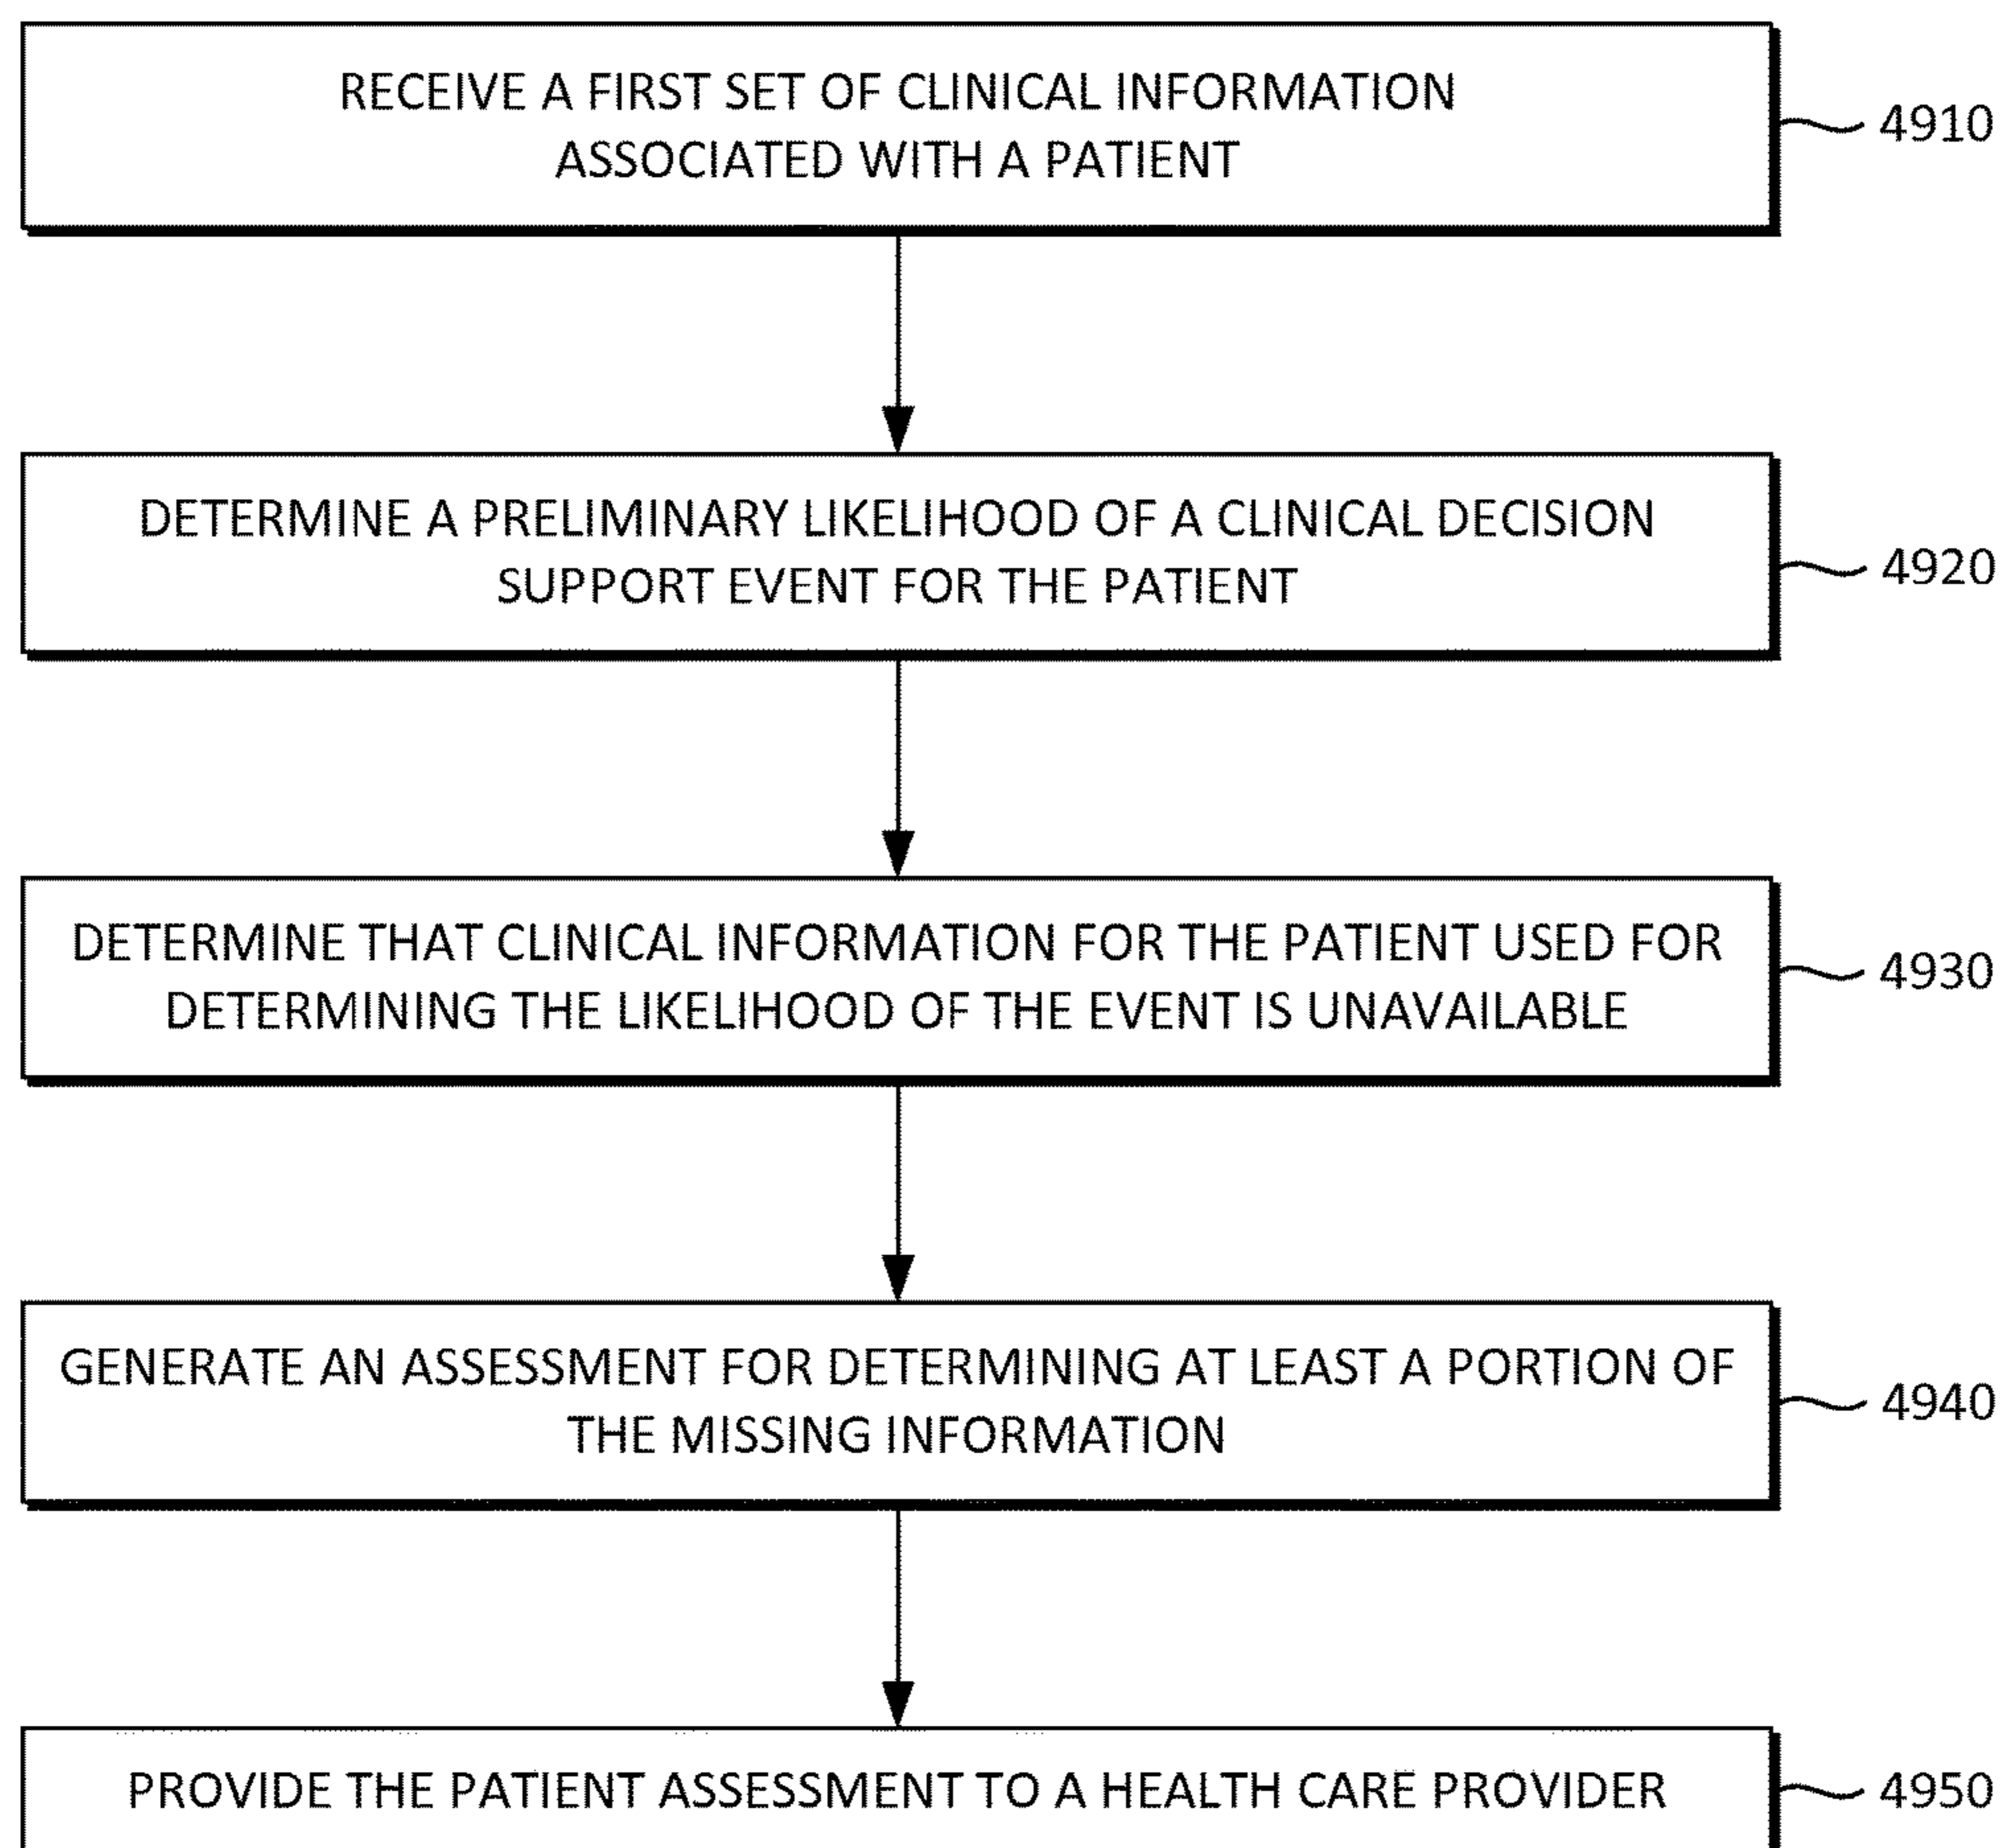 RECEIVE A FIRST SET OF CLINICAL INFORMATION
ASSOCIATED WITH A PATIENT
4910
DETERMINE A PRELIMINARY LIKELIHOOD OF A CLINICAL DECISION
SUPPORT EVENT FOR THE PATIENT
4920
DETERMINE THAT CLINICAL INFORMATION FOR THE PATIENT USED FOR
DETERMINING THE LIKELIHOOD OF THE EVENT IS UNAVAILABLE
4930
GENERATE AN ASSESSMENT FOR DETERMINING AT LEAST A PORTION OF
THE MISSING INFORMATION
4940
PROVIDE THE PATIENT ASSESSMENT TO A HEALTH CARE PROVIDER
4950